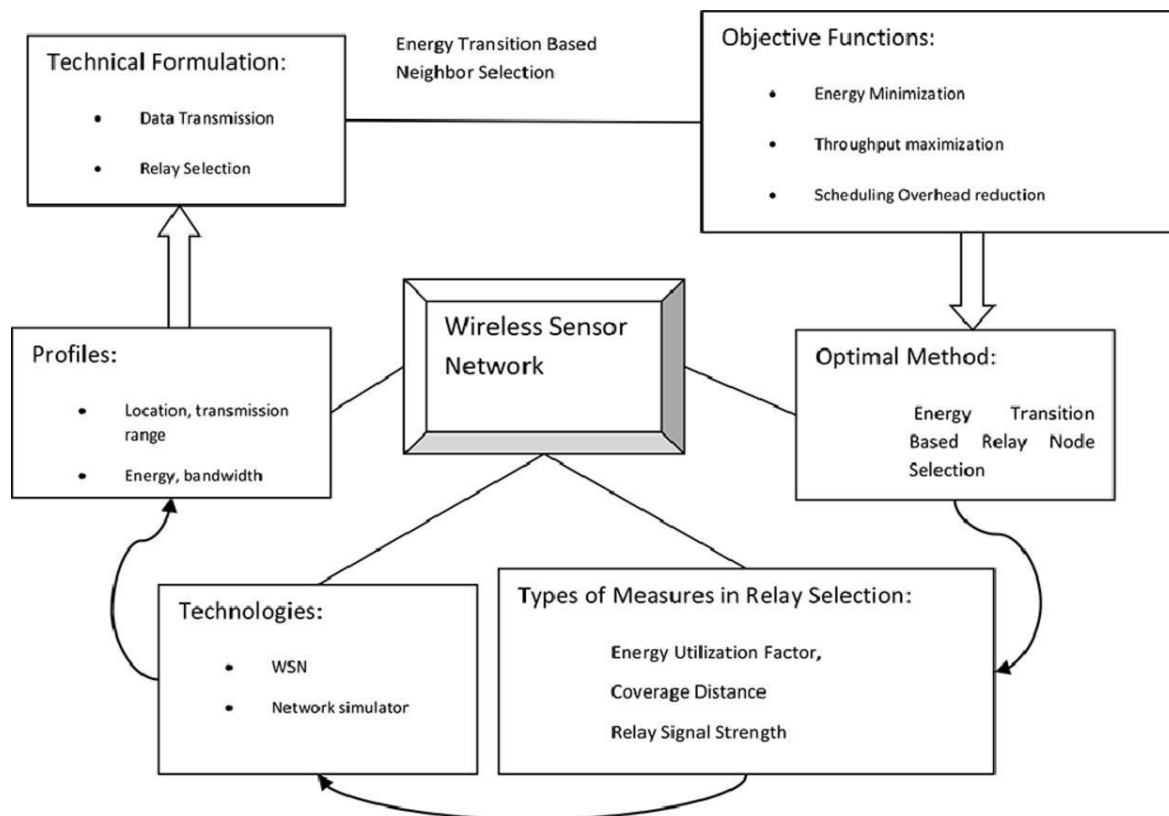 Technical Formulation:
• Data Transmission
• Relay Selection
Energy Transition Based
Neighbor Selection
Objective Functions:
• Energy Minimization
• Throughput maximization
• Scheduling Overhead reduction
Wireless Sensor
Network
Profiles:
• Location, transmission
range
• Energy, bandwidth
Optimal Method:
Energy Transition
Based Relay Node
Selection
Technologies:
• WSN
• Network simulator
Types of Measures in Relay Selection:
Energy Utilization Factor,
Coverage Distance
Relay Signal Strength